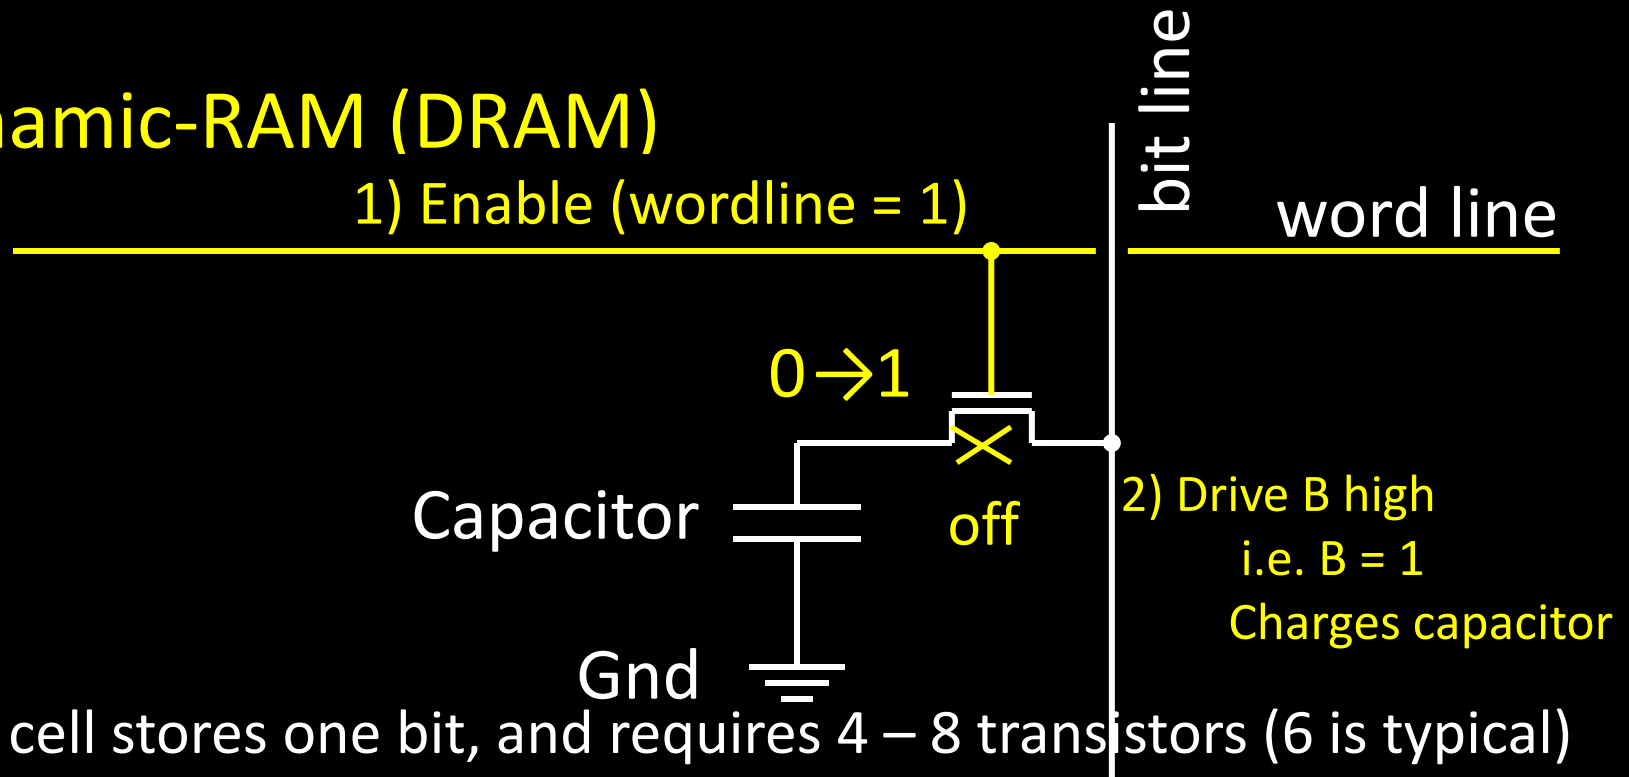 namic-RAM (DRAM)
bit line
1) Enable (wordline = 1)
word line
0→1
Capacitor
off
2) Drive B high
i.e. B = 1
Charges capacitor
Gnd
cell stores one bit, and requires 4 – 8 transistors (6 is typical)